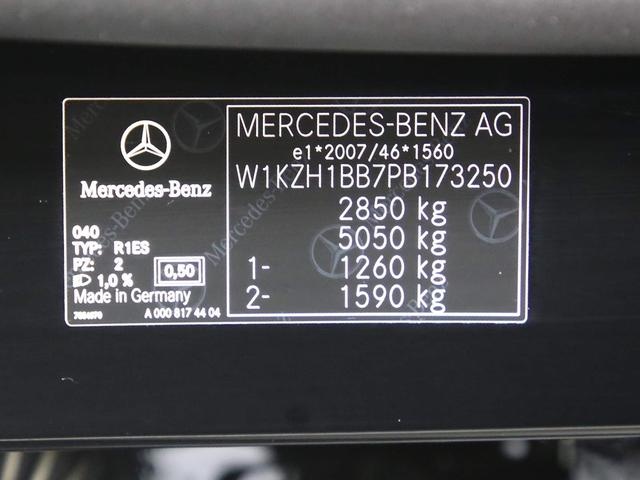 Mercedes-Benz
040
TYP: R1ES
PZ: 2
1,0 % 0,50
Made in Germany
A 000 817 44 04
MERCEDES-BENZ AG
e1*2007/46*1560
W1KZH1BB7PB173250
2850 kg
5050 kg
1- 1260 kg
2- 1590 kg